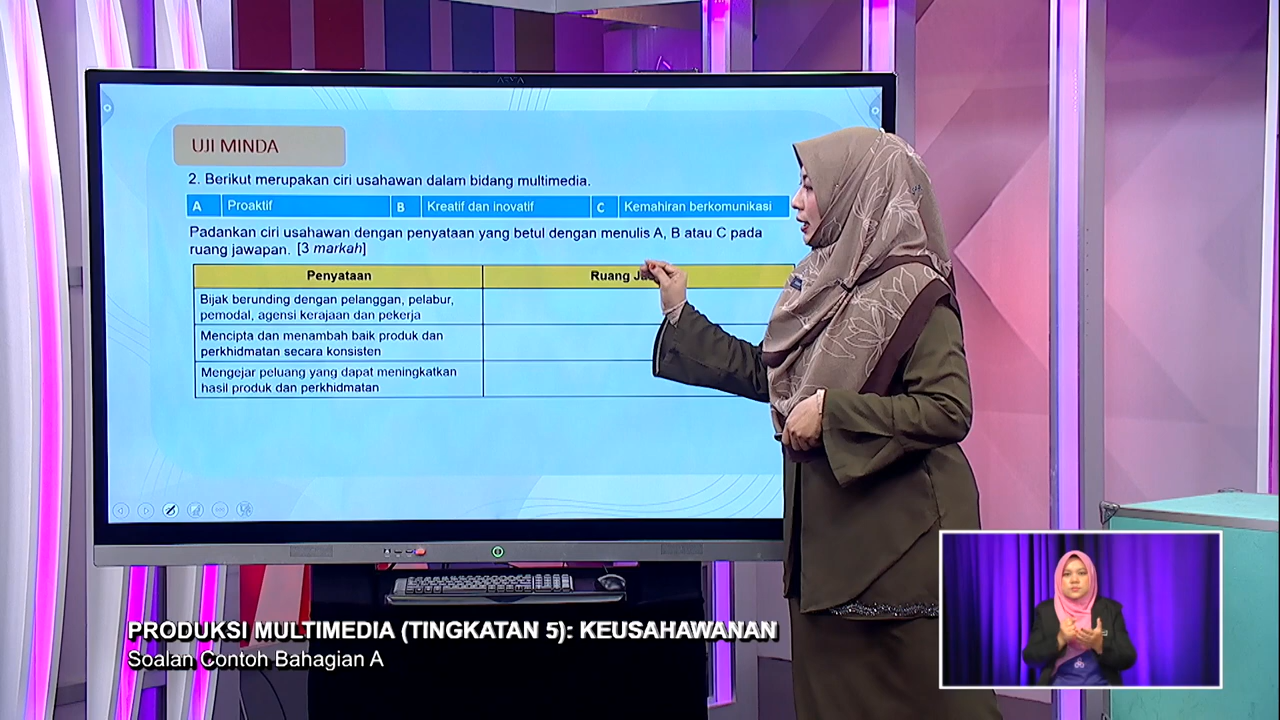 UJI MINDA
2. Berikut merupakan ciri usahawan dalam bidang multimedia.
A Proaktif B Kreatif dan inovatif C Kemahiran berkomunikasi
Padankan ciri usahawan dengan penyataan yang betul dengan menulis A, B atau C pada
ruang jawapan. [3 markah]
Penyataan Ruang
Bijak berunding dengan pelanggan, pelabur,
pemodal, agensi kerajaan dan pekerja
Mencipta dan menambah baik produk dan
perkhidmatan secara konsisten
Mengejar peluang yang dapat meningkatkan
hasil produk dan perkhidmatan
PRODUKSI MULTIMEDIA (TINGKATAN 5): KEUSAHAWANAN
Soalan Contoh Bahagian A